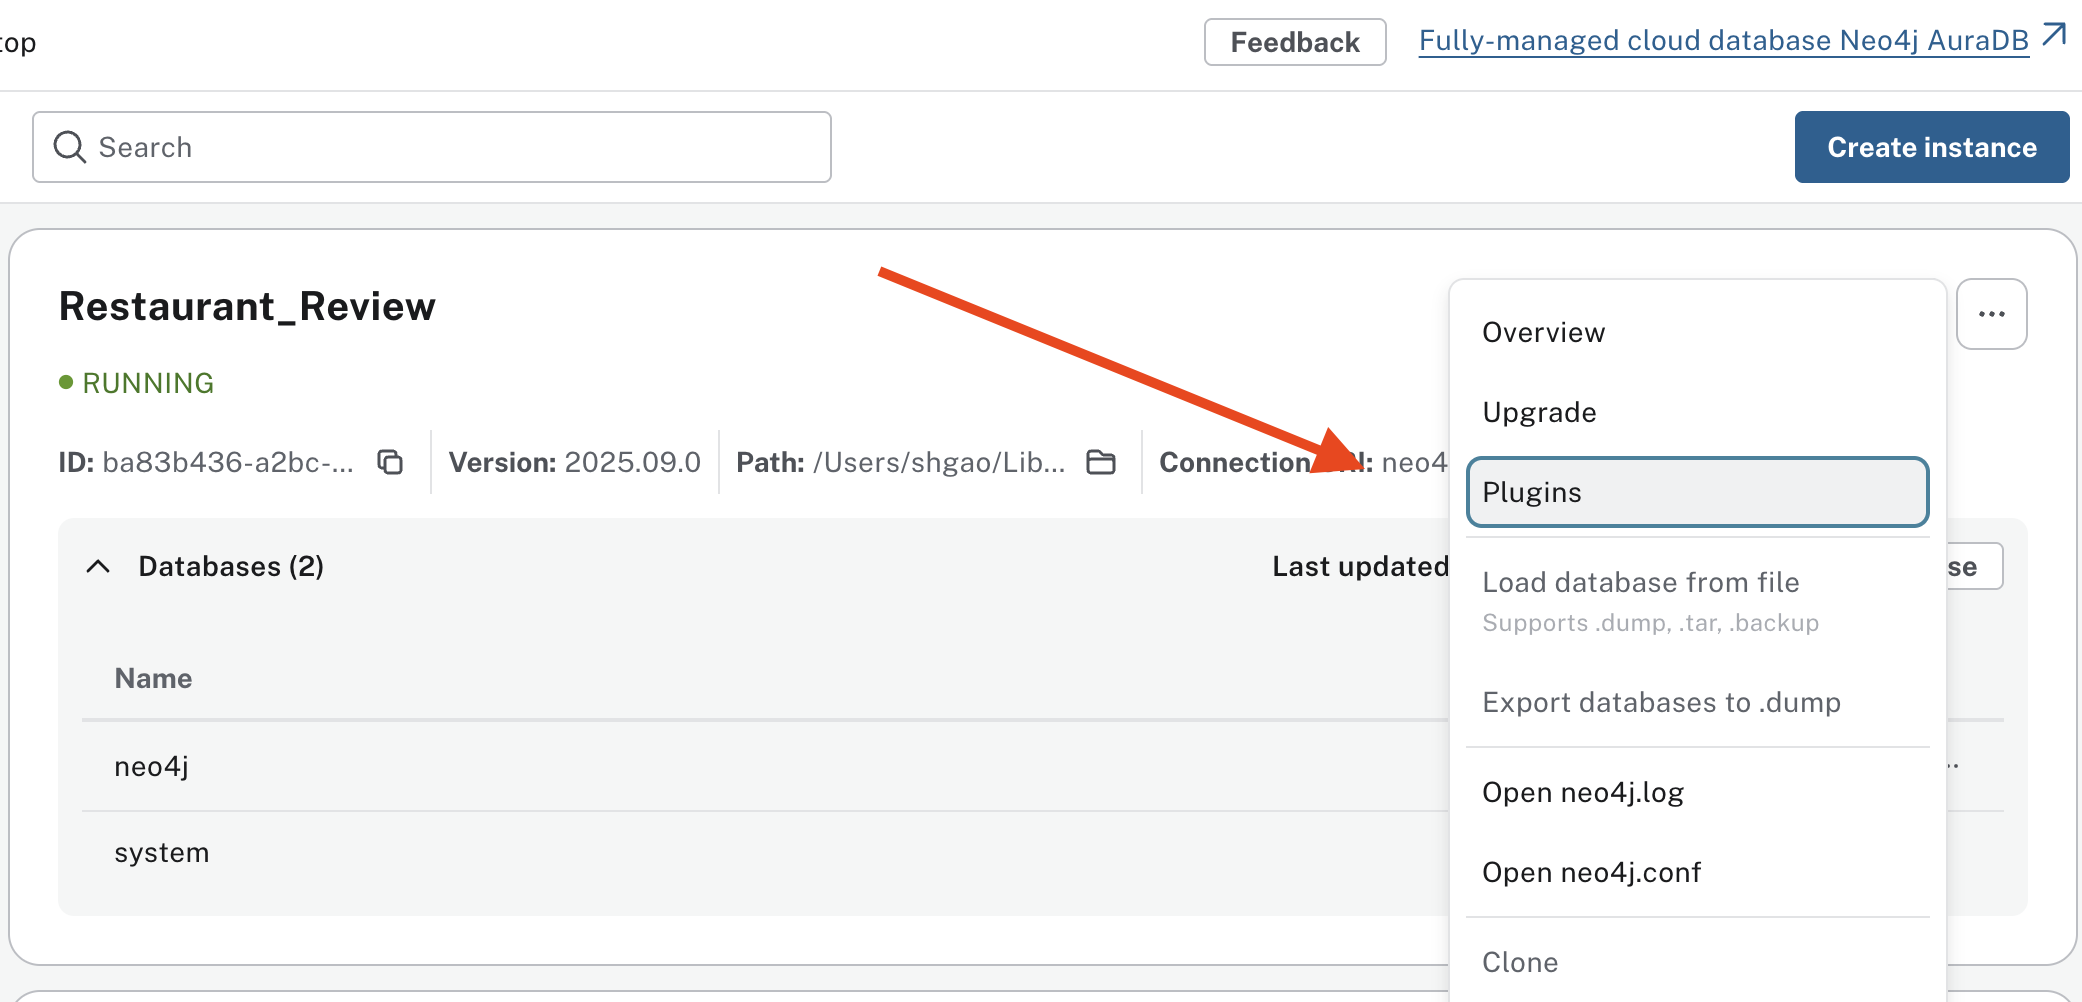 top
Feedback
Fully-managed cloud database Neo4j AuraDB
Search
Create instance
Restaurant_Review
RUNNING
ID: ba83b436-a2bc-...
Version: 2025.09.0
Path: /Users/shgao/Lib...
Connection
neo4
Databases (2)
Last updated
se
Name
neo4j
system
...
Overview
Upgrade
Plugins
Load database from file
Supports .dump, .tar, .backup
Export databases to .dump
Open neo4j.log
Open neo4j.conf
Clone